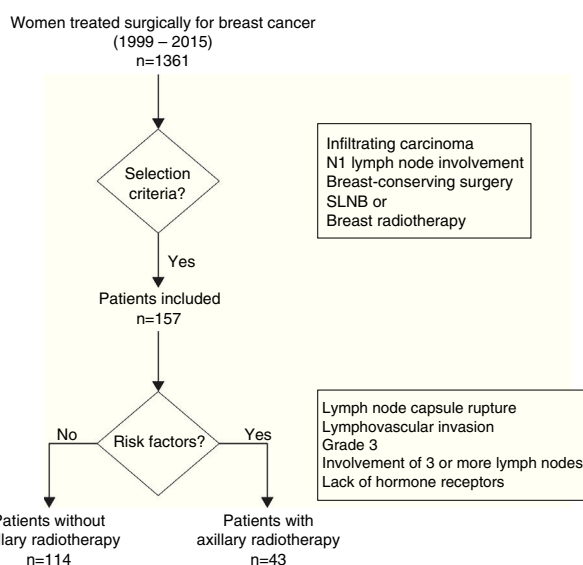 Women treated surgically for breast cancer
(1999 – 2015)
n=1361
Selection
criteria?
Infiltrating carcinoma
N1 lymph node involvement
Breast-conserving surgery
SLNB or
Breast radiotherapy
Yes
Patients included
n=157
Risk factors?
No
Yes
Lymph node capsule rupture
Lymphovascular invasion
Grade 3
Involvement of 3 or more lymph nodes
Lack of hormone receptors
atients without
llary radiotherapy
n=114
Patients with
axillary radiotherapy
n=43